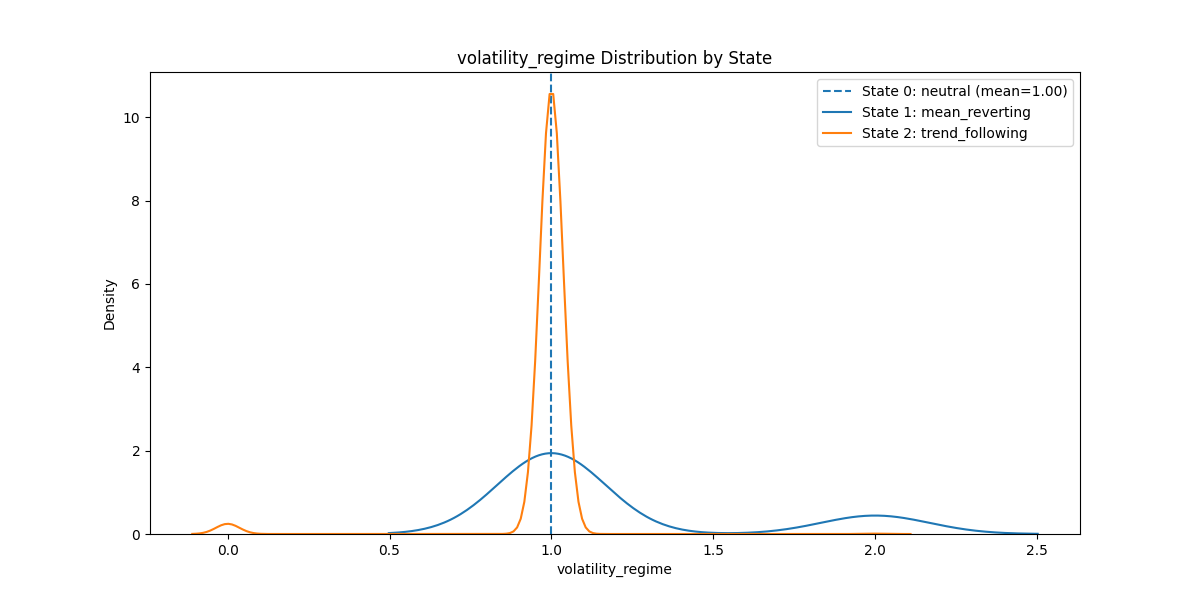 volatility_regime Distribution by State
State 0: neutral (mean=1.00)
State 1: mean_reverting
State 2: trend_following
Density
10
8
6
4
2
0
0.0 0.5 1.0 1.5 2.0 2.5
volatility_regime